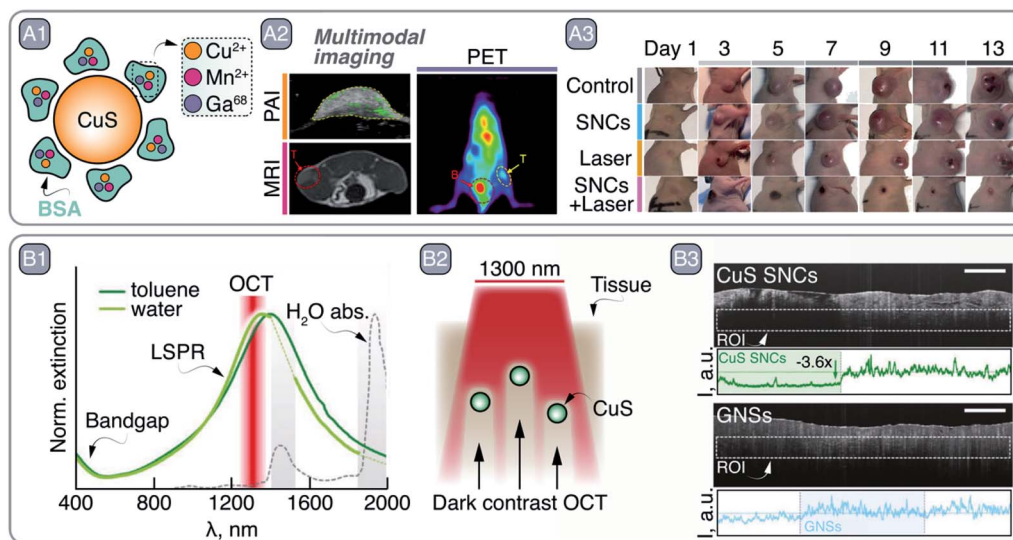 A1
Cu2+
Mn2+
Ga68
CuS
BSA
A2
Multimodal
imaging
PET
PAI
MRI
T
B
T
A3
Day 1 3 5 7 9 11 13
Control
SNCs
Laser
SNCs
+Laser
B1
toluene
water
OCT
H2O abs.
LSPR
Bandgap
Norm. extinction
400 800 1200 1600 2000
λ, nm
B2
1300 nm
Tissue
CuS
Dark contrast OCT
B3
CuS SNCs
ROI
CuS SNCs
-3.6x
I, a.u.
GNSs
ROI
I, a.u.
GNSs